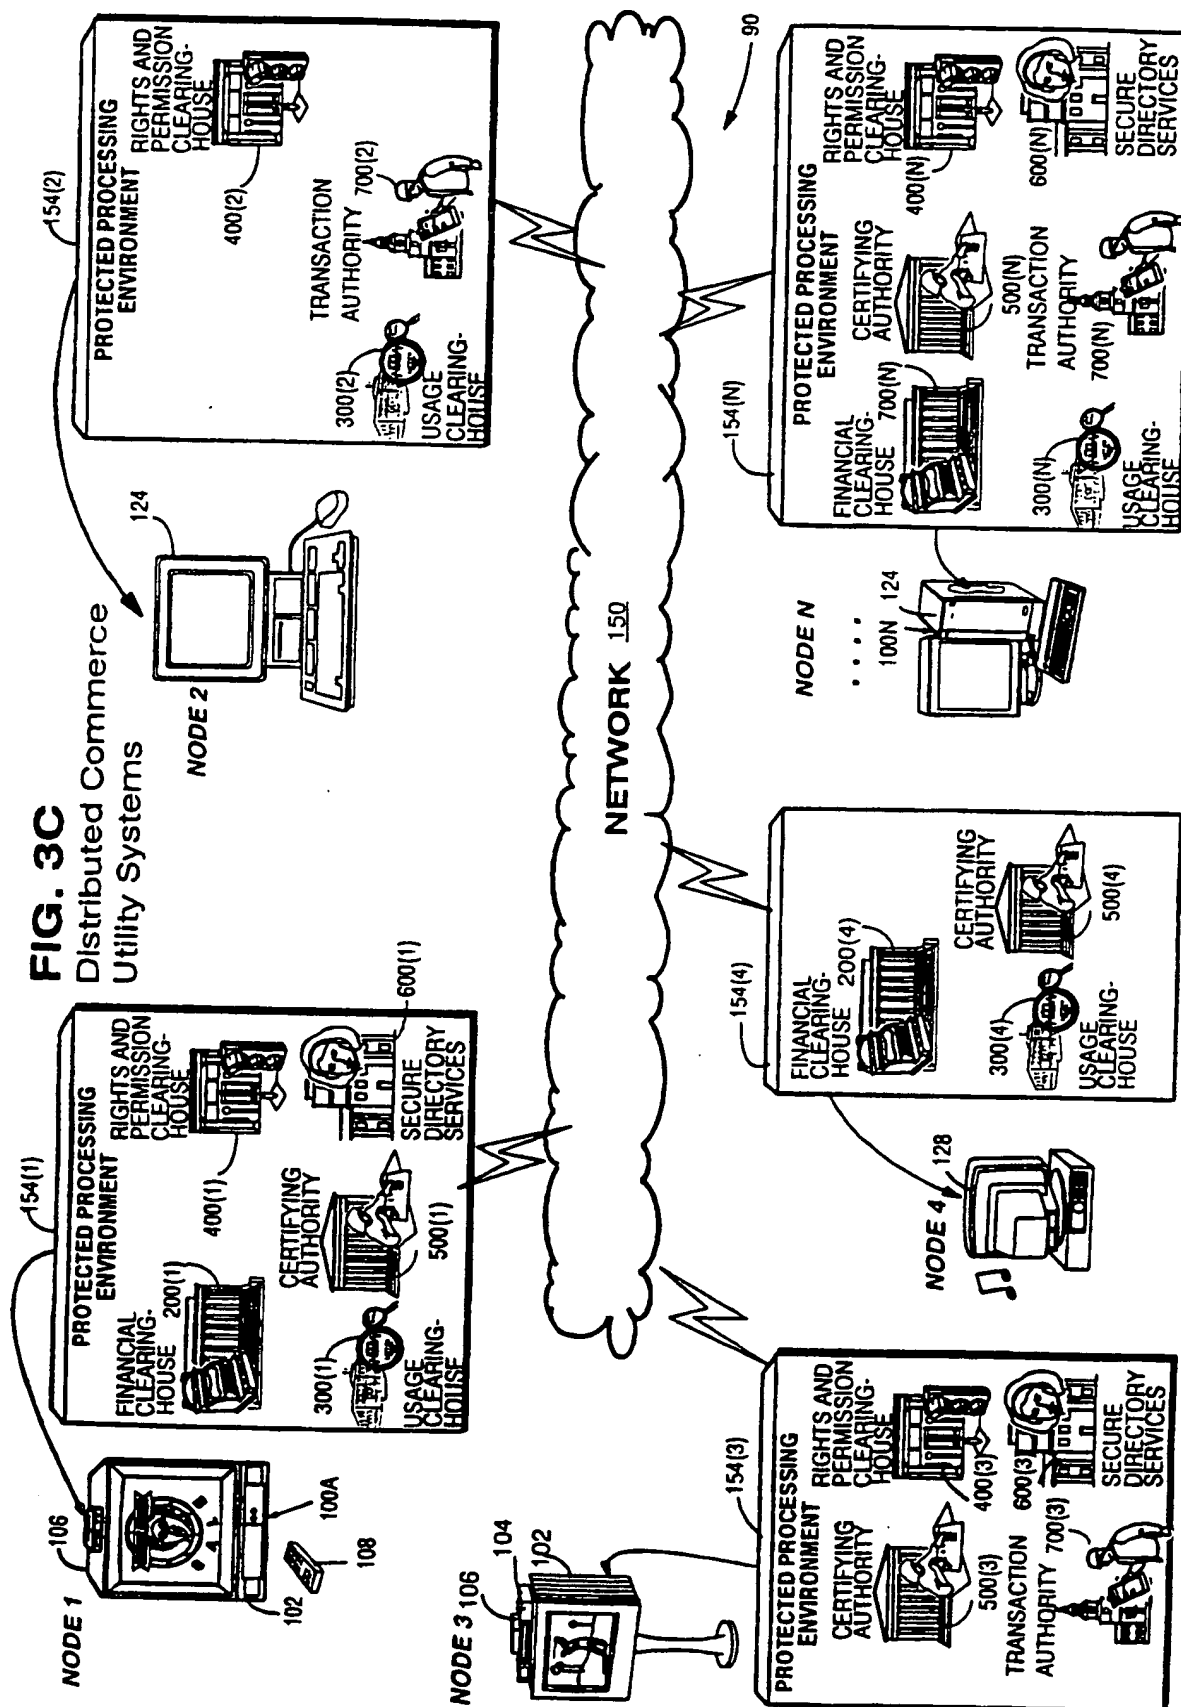 FIG. 3C
Distributed Commerce
Utility Systems
NODE 1
106
102
100A
108
154(1)
PROTECTED PROCESSING
ENVIRONMENT
FINANCIAL
CLEARING-
HOUSE
200(1)
RIGHTS AND
PERMISSION
CLEARING-
HOUSE
400(1)
CERTIFYING
AUTHORITY
500(1)
300(1)
USAGE
CLEARING-
HOUSE
600(1)
SECURE
DIRECTORY
SERVICES
NODE 2
124
154(2)
PROTECTED PROCESSING
ENVIRONMENT
RIGHTS AND
PERMISSION
CLEARING-
HOUSE
400(2)
TRANSACTION
AUTHORITY
700(2)
300(2)
USAGE
CLEARING-
HOUSE
NETWORK 150
90
NODE 3
106
104
102
154(3)
PROTECTED PROCESSING
ENVIRONMENT
CERTIFYING
AUTHORITY
500(3)
RIGHTS AND
PERMISSION
CLEARING-
HOUSE
400(3)
TRANSACTION
AUTHORITY
700(3)
600(3)
SECURE
DIRECTORY
SERVICES
NODE 4
128
154(4)
FINANCIAL
CLEARING-
HOUSE
200(4)
CERTIFYING
AUTHORITY
500(4)
300(4)
USAGE
CLEARING-
HOUSE
NODE N
. . . .
100N
124
154(N)
PROTECTED PROCESSING
ENVIRONMENT
FINANCIAL
CLEARING-
HOUSE
700(N)
CERTIFYING
AUTHORITY
500(N)
RIGHTS AND
PERMISSION
CLEARING-
HOUSE
400(N)
300(N)
USAGE
CLEARING-
HOUSE
TRANSACTION
AUTHORITY
700(N)
600(N)
SECURE
DIRECTORY
SERVICES